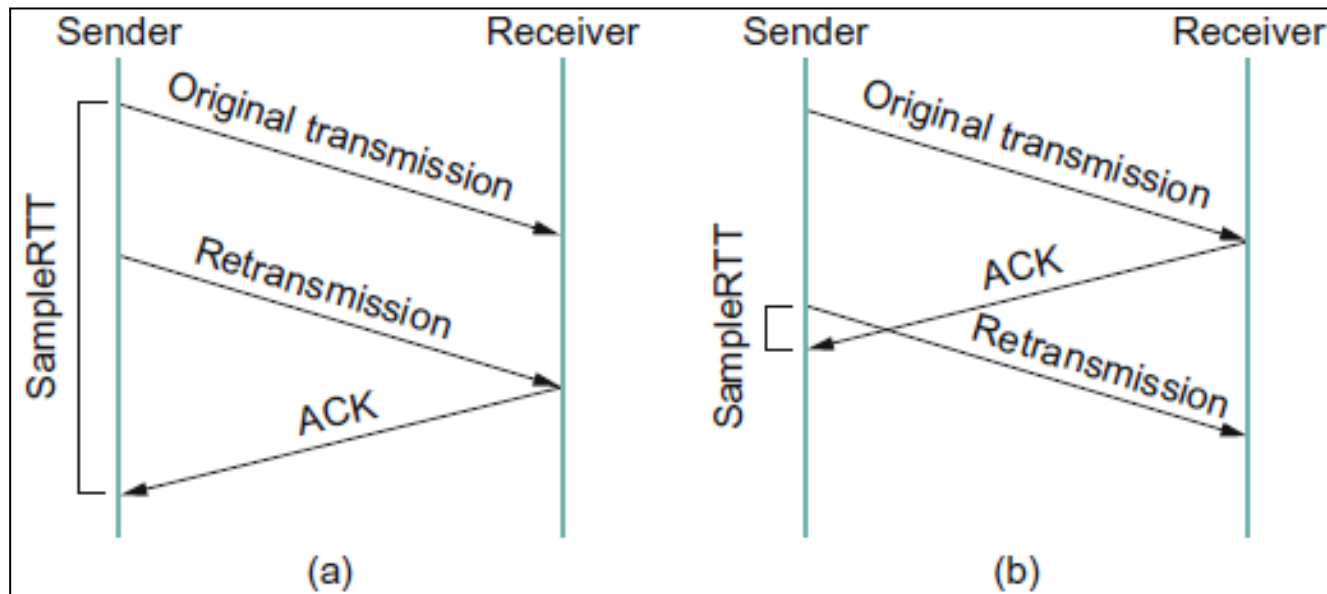 Sender
Receiver
Original transmission
Retransmission
ACK
SampleRTT
(a)
Sender
Receiver
Original transmission
ACK
Retransmission
SampleRTT
(b)